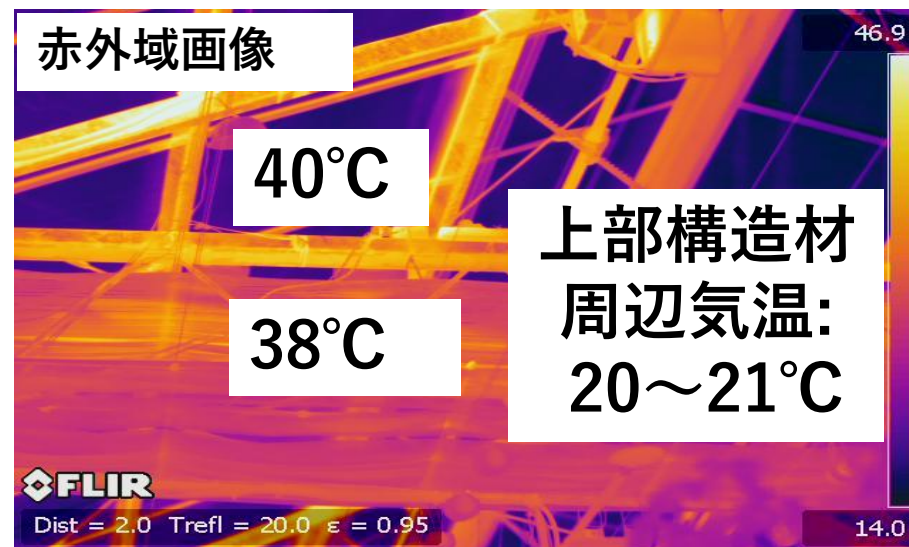 赤外域画像
46.9
40℃
上部構造材
周辺気温:
20～21℃
38℃
FLIR
Dist = 2.0 Trefl = 20.0 ε = 0.95
14.0